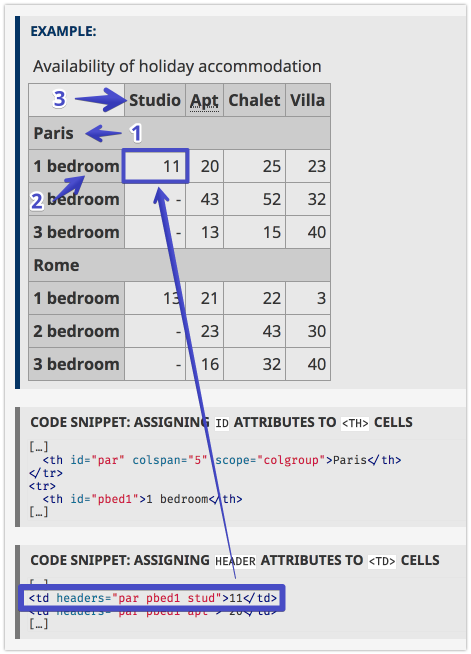 EXAMPLE:
Availability of holiday accommodation
3 Studio Apt Chalet Villa
Paris 1
1 bedroom 11 20 25 23
2 bedroom - 43 52 32
3 bedroom - 13 15 40
Rome
1 bedroom 13 21 22 3
2 bedroom - 23 43 30
3 bedroom - 16 32 40
CODE SNIPPET: ASSIGNING ID ATTRIBUTES TO <TH> CELLS
[…]
<th id="par" colspan="5" scope="colgroup">Paris</th>
</tr>
<tr>
<th id="pbed1">1 bedroom</th>
[…]
CODE SNIPPET: ASSIGNING HEADER ATTRIBUTES TO <TD> CELLS
[…]
<td headers="par pbed1 stud">11</td>
<td headers="par pbed1 apt">20</td>
[…]